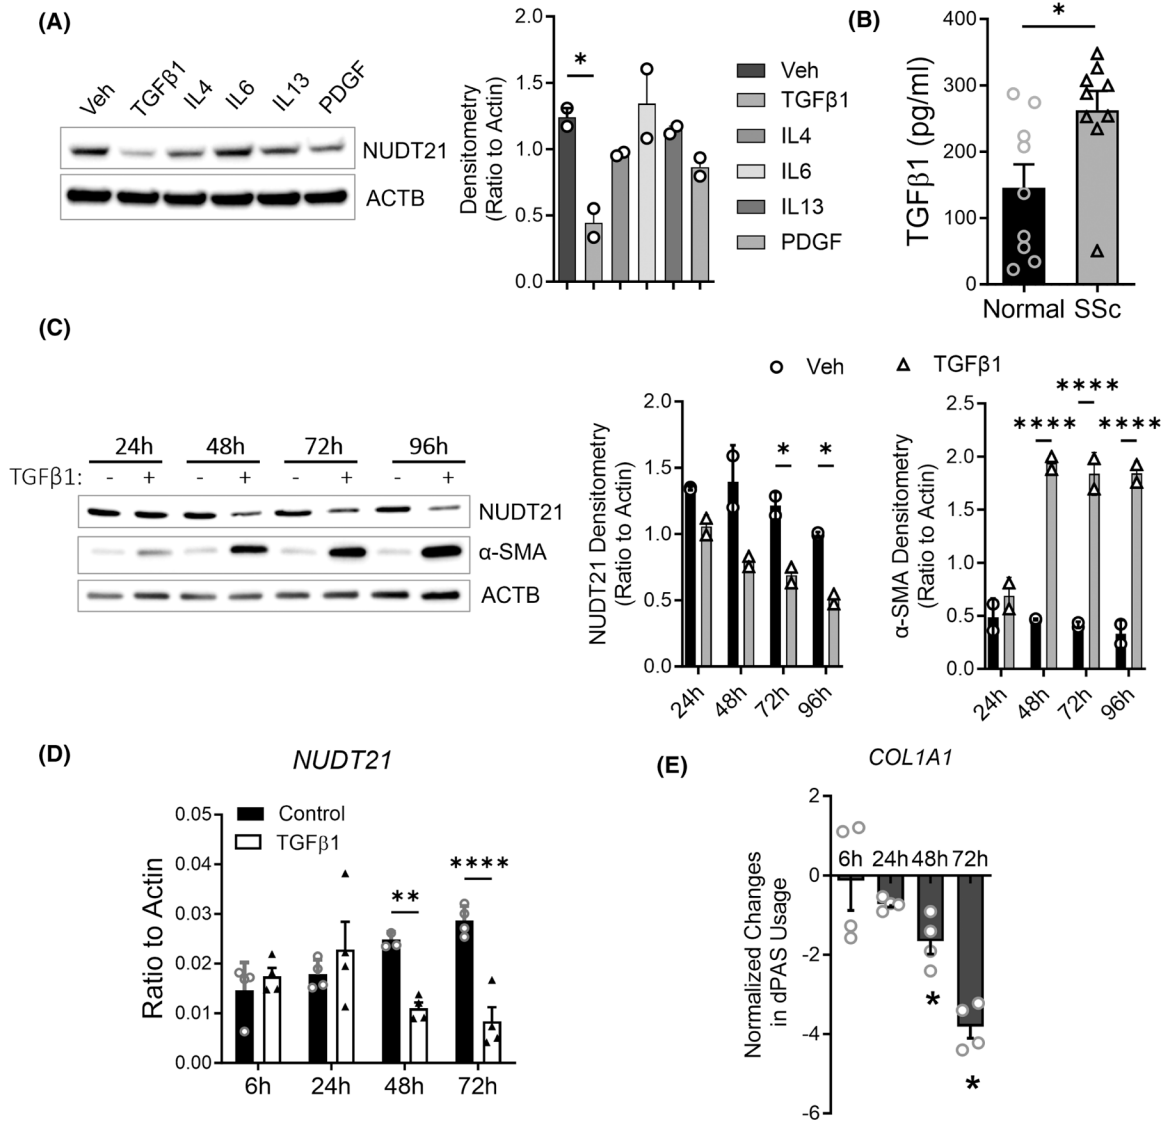 (A)
Veh TGFβ1 IL4 IL6 IL13 PDGF
NUDT21
ACTB
Densitometry
(Ratio to Actin)
2.0
1.5
1.0
0.5
0.0
*
Veh
TGFβ1
IL4
IL6
IL13
PDGF
(B)
TGFβ1 (pg/ml)
400
300
200
100
0
*
Normal SSc
(C)
24h 48h 72h 96h
TGFβ1: - + - + - + - +
NUDT21
α-SMA
ACTB
Veh TGFβ1
NUDT21 Densitometry
(Ratio to Actin)
2.0
1.5
1.0
0.5
0.0
* *
24h 48h 72h 96h
α-SMA Densitometry
(Ratio to Actin)
2.5
2.0
1.5
1.0
0.5
0.0
**** **** ****
24h 48h 72h 96h
(D)
NUDT21
Control
TGFβ1
Ratio to Actin
0.05
0.04
0.03
0.02
0.01
0.00
** ****
6h 24h 48h 72h
(E)
COL1A1
Normalized Changes
in dPAS Usage
2
0
-2
-4
-6
6h 24h 48h 72h
*
*